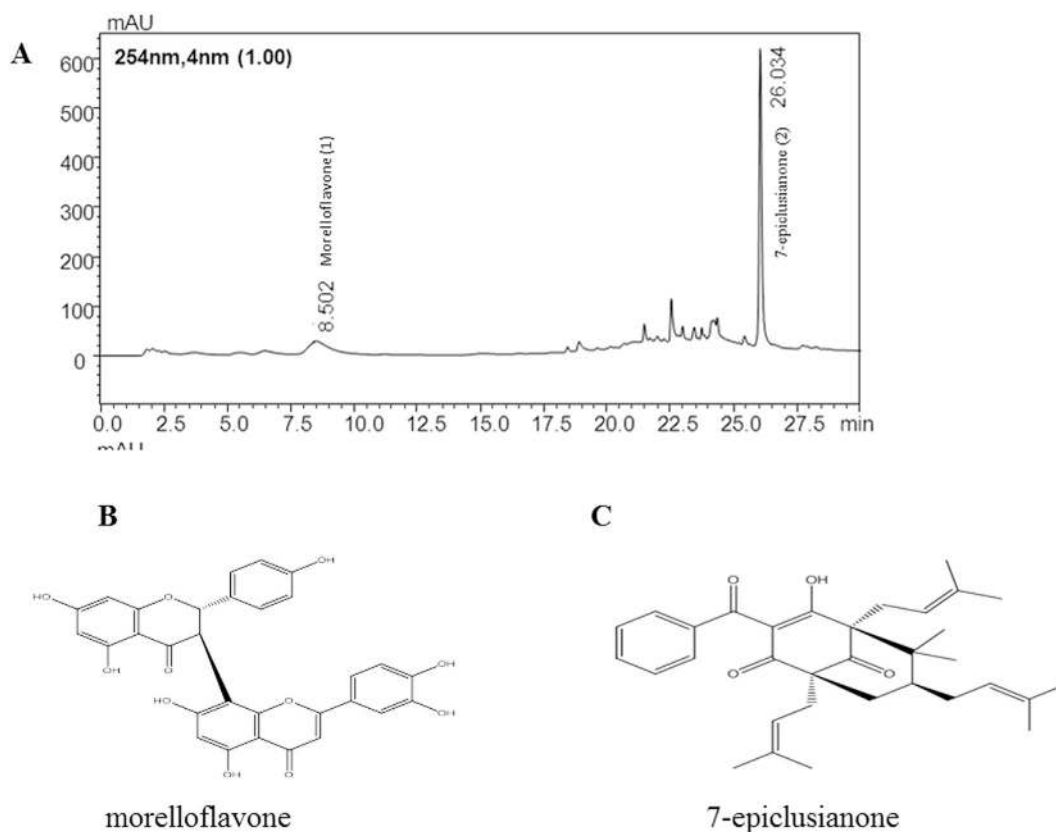 mAU
A
254nm,4nm (1.00)
600
500
400
300
200
100
0
8.502 Morelloflavone (1)
7-epiclusianone (2) 26.034
0.0 2.5 5.0 7.5 10.0 12.5 15.0 17.5 20.0 22.5 25.0 27.5 min
mAU
B
C
OH
HO
O
OH
O
HO
O
OH
OH
OH
O
O
OH
O
O
morelloflavone
7-epiclusianone